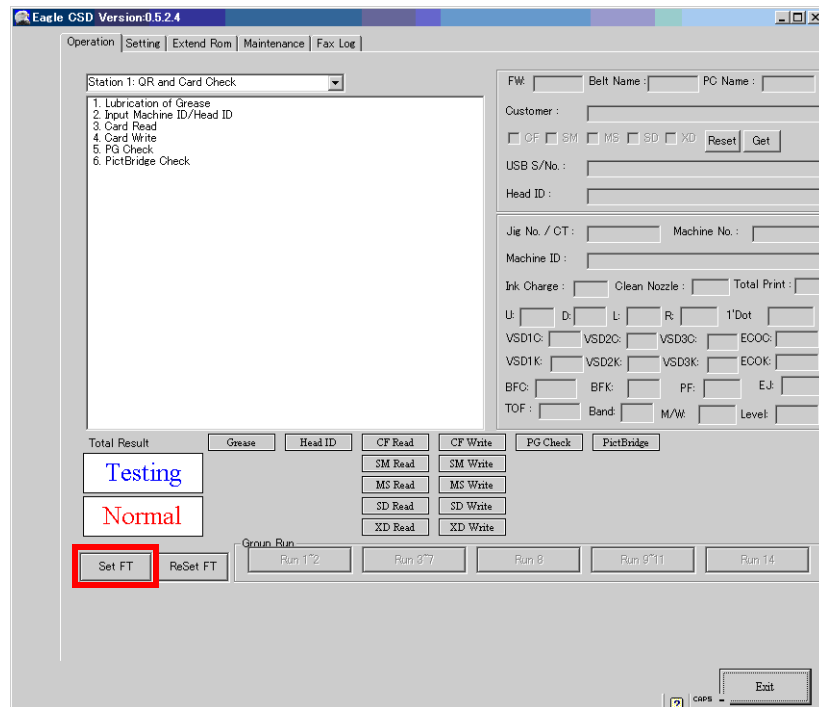 Eagle CSD Version:0.5.2.4
Operation Setting Extend Rom Maintenance Fax Log
Station 1: QR and Card Check
1. Lubrication of Grease
2. Input Machine ID/Head ID
3. Card Read
4. Card Write
5. PG Check
6. PictBridge Check
FW: Belt Name : PC Name :
Customer :
CF SM MS SD XD Reset Get
USB S/No. :
Head ID :
Jig No. / CT : Machine No. :
Machine ID :
Ink Charge : Clean Nozzle : Total Print :
U: D: L: R: 1'Dot
VSD1C: VSD2C: VSD3C: ECOC:
VSD1K: VSD2K: VSD3K: ECOK:
BFC: BFK: PF: EJ:
TOF : Band: M/W: Level:
Total Result Grease Head ID CF Read CF Write PG Check PictBridge
Testing SM Read SM Write
MS Read MS Write
Normal SD Read SD Write
XD Read XD Write
Group Run
Set FT ReSet FT Run 1~2 Run 3~7 Run 8 Run 9~11 Run 14
Exit
CAPS